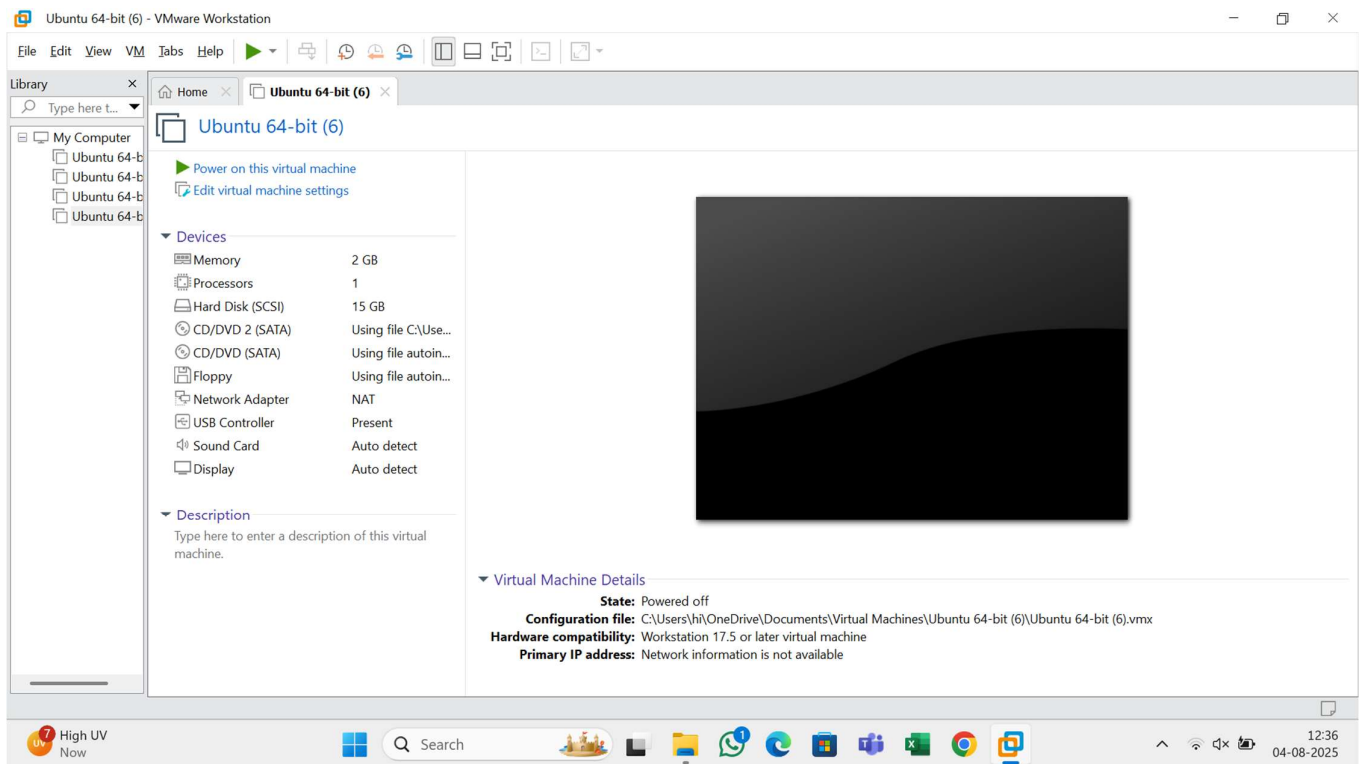 Ubuntu 64-bit (6) - VMware Workstation
File Edit View VM Tabs Help
Library
Type here t...
My Computer
Ubuntu 64-b
Ubuntu 64-b
Ubuntu 64-b
Ubuntu 64-b
Home
Ubuntu 64-bit (6)
Ubuntu 64-bit (6)
Power on this virtual machine
Edit virtual machine settings
Devices
Memory 2 GB
Processors 1
Hard Disk (SCSI) 15 GB
CD/DVD 2 (SATA) Using file C:\Use...
CD/DVD (SATA) Using file autoin...
Floppy Using file autoin...
Network Adapter NAT
USB Controller Present
Sound Card Auto detect
Display Auto detect
Description
Type here to enter a description of this virtual
machine.
Virtual Machine Details
State: Powered off
Configuration file: C:\Users\hi\OneDrive\Documents\Virtual Machines\Ubuntu 64-bit (6)\Ubuntu 64-bit (6).vmx
Hardware compatibility: Workstation 17.5 or later virtual machine
Primary IP address: Network information is not available
7
UV
High UV
Now
Search
1
12:36
04-08-2025